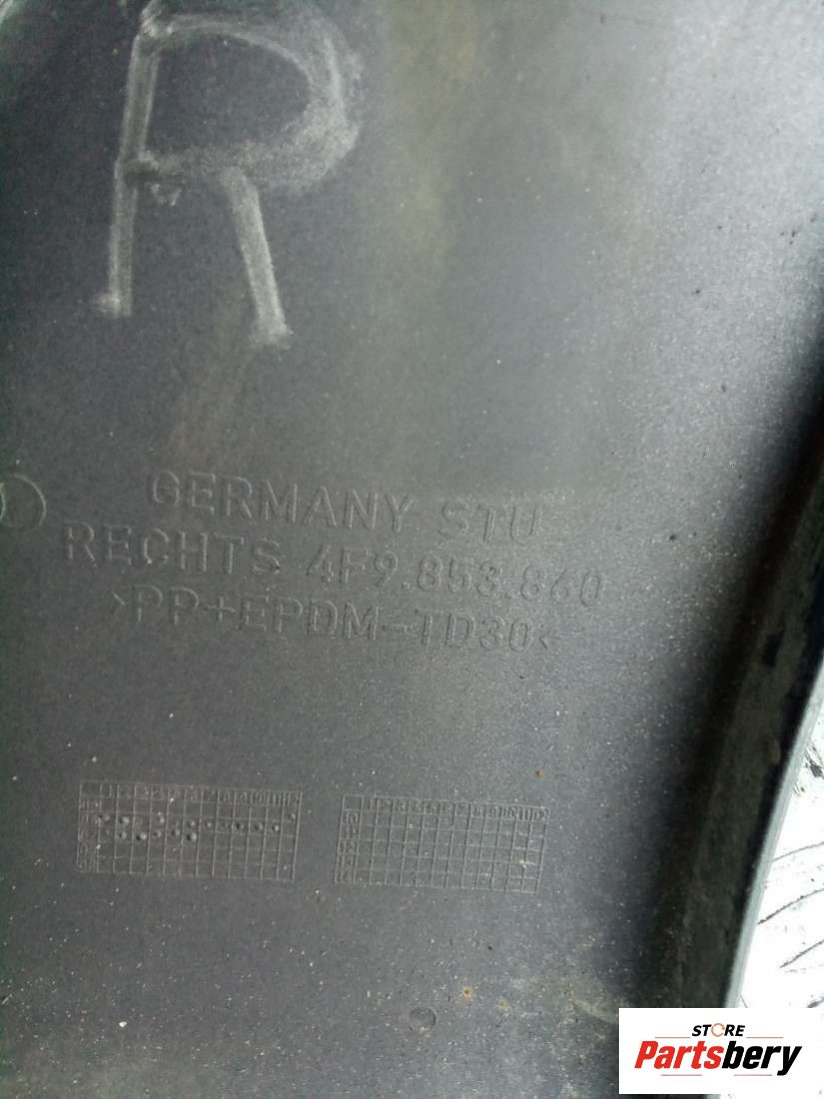 R
GERMANY STU
RECHTS 4F9.853.860
>PP+EPDM-TD30<
STORE
Partsbery